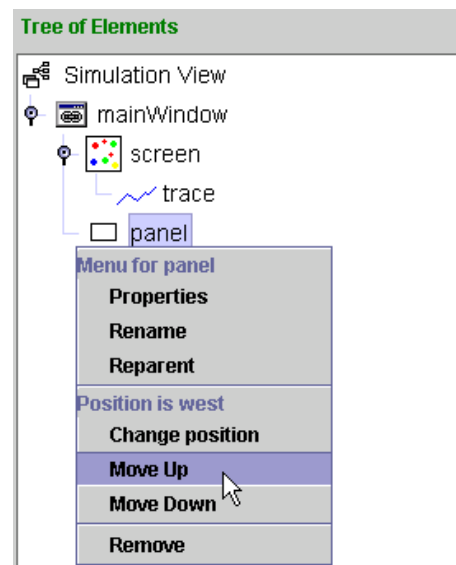 Tree of Elements
Simulation View
mainWindow
screen
trace
panel
Menu for panel
Properties
Rename
Reparent
Position is west
Change position
Move Up
Move Down
Remove